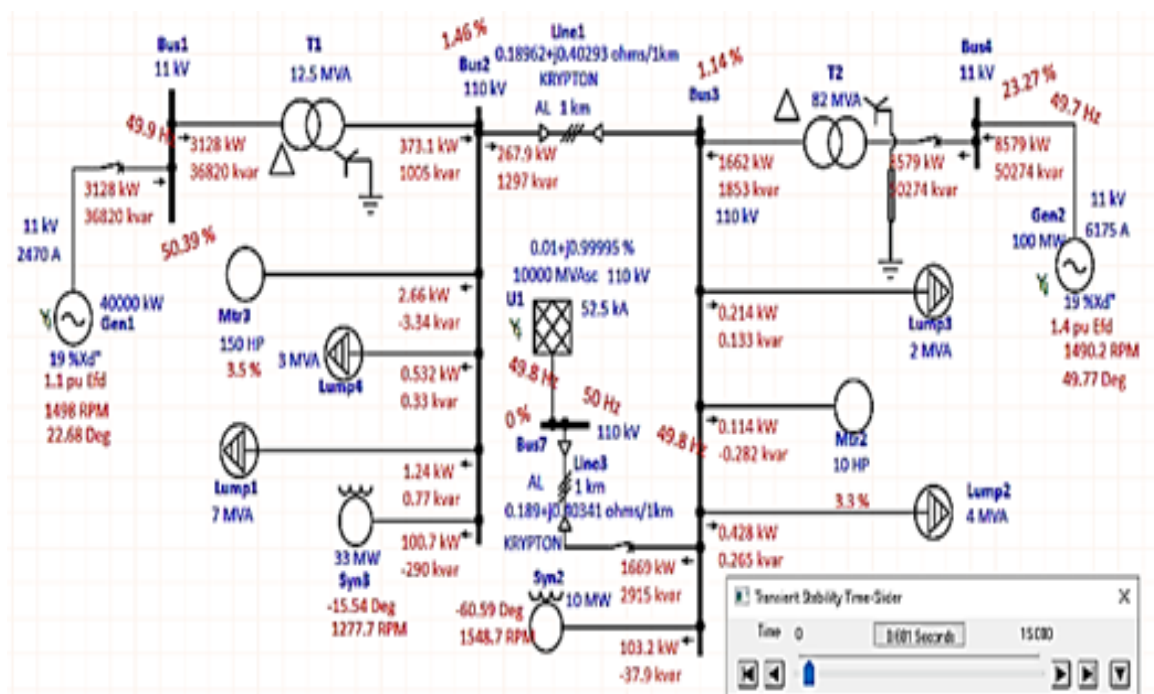 Bus1
11 kV
T1
12.5 MVA
1.46 %
Bus2
110 kV
Line1
0.18962+j0.40293 ohms/1km
KRYPTON
AL 1 km
1.14 %
Bus3
T2
82 MVA
Bus4
11 kV
23.27 %
49.7 Hz
49.9 Hz
3128 kW
36820 kvar
373.1 kW
1005 kvar
267.9 kW
1297 kvar
1662 kW
1853 kvar
110 kV
8579 kW
50274 kvar
8579 kW
50274 kvar
3128 kW
36820 kvar
50.39 %
11 kV
2470 A
40000 kW
Gen1
19 %Xd"
1.1 pu Efd
1498 RPM
22.68 Deg
11 kV
6175 A
Gen2
100 MW
19 %Xd"
1.4 pu Efd
1490.2 RPM
49.77 Deg
Mtr3
150 HP
3.5 %
2.66 kW
-3.34 kvar
3 MVA
Lump4
0.532 kW
0.33 kvar
Lump1
7 MVA
1.24 kW
0.77 kvar
33 MW
Syn3
-15.54 Deg
1277.7 RPM
100.7 kW
-290 kvar
0.01+j0.99995 %
10000 MVAsc 110 kV
U1
52.5 kA
49.8 Hz
0 %
50 Hz
Bus7
110 kV
Line3
AL
1 km
0.189+j0.40341 ohms/1km
KRYPTON
1669 kW
2915 kvar
49.8 Hz
0.214 kW
0.133 kvar
Lump3
2 MVA
0.114 kW
-0.282 kvar
Mtr2
10 HP
3.3 %
Lump2
4 MVA
0.428 kW
0.265 kvar
Syn2
10 MW
-60.59 Deg
1548.7 RPM
103.2 kW
-37.9 kvar
Transient Stability Time-Slider
Time 0 0.601 Seconds 15.000